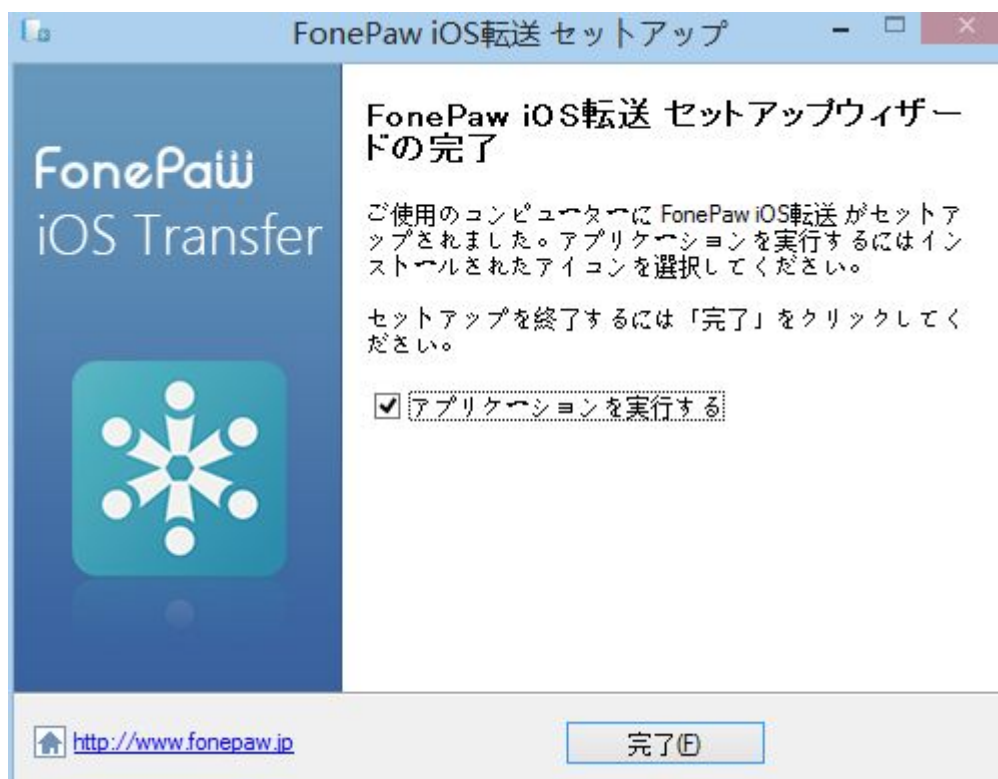 FonePaw iOS転送 セットアップ
FonePaw
iOS Transfer
FonePaw iOS転送 セットアップウィザー
ドの完了
ご使用のコンピューターに FonePaw iOS転送 がセットア
ップされました。アプリケーションを実行するにはイン
ストールされたアイコンを選択してください。
セットアップを終了するには「完了」をクリックしてく
ださい。
アプリケーションを実行する
http://www.fonepaw.jp
完了(F)